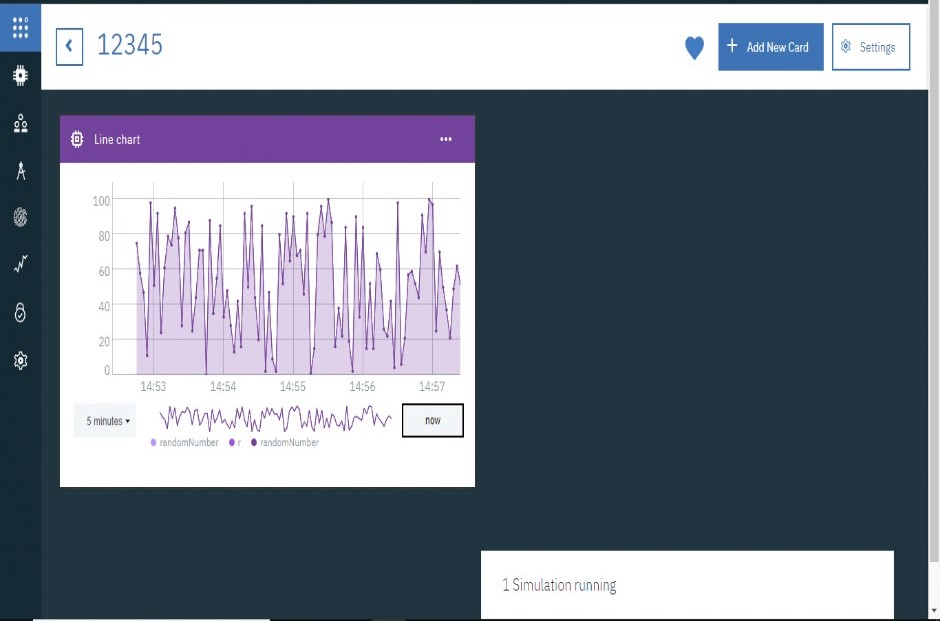 12345
+ Add New Card
Settings
Line chart
100
80
60
40
20
0
14:53 14:54 14:55 14:56 14:57
5 minutes
now
randomNumber r randomNumber
1 Simulation running